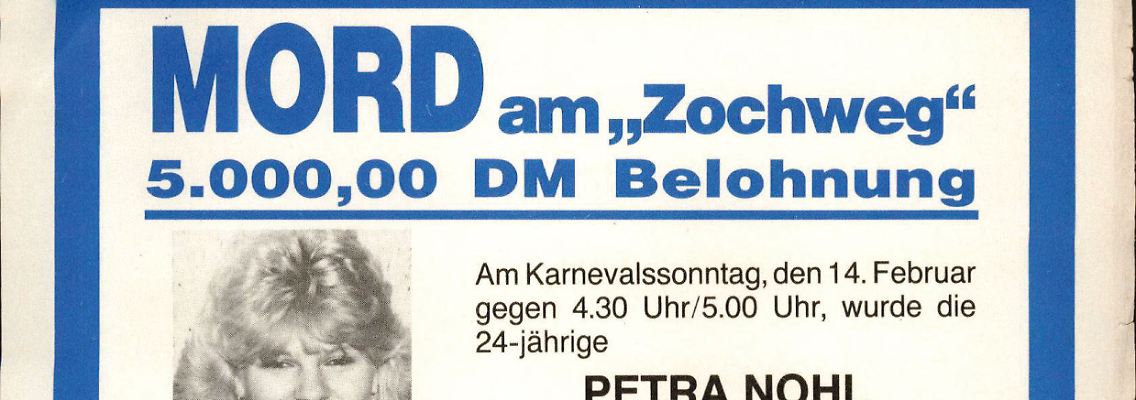 MORD am „Zochweg“
5.000,00 DM Belohnung
Am Karnevalssonntag, den 14. Februar
gegen 4.30 Uhr/5.00 Uhr, wurde die
24-jährige
PETRA NOHL